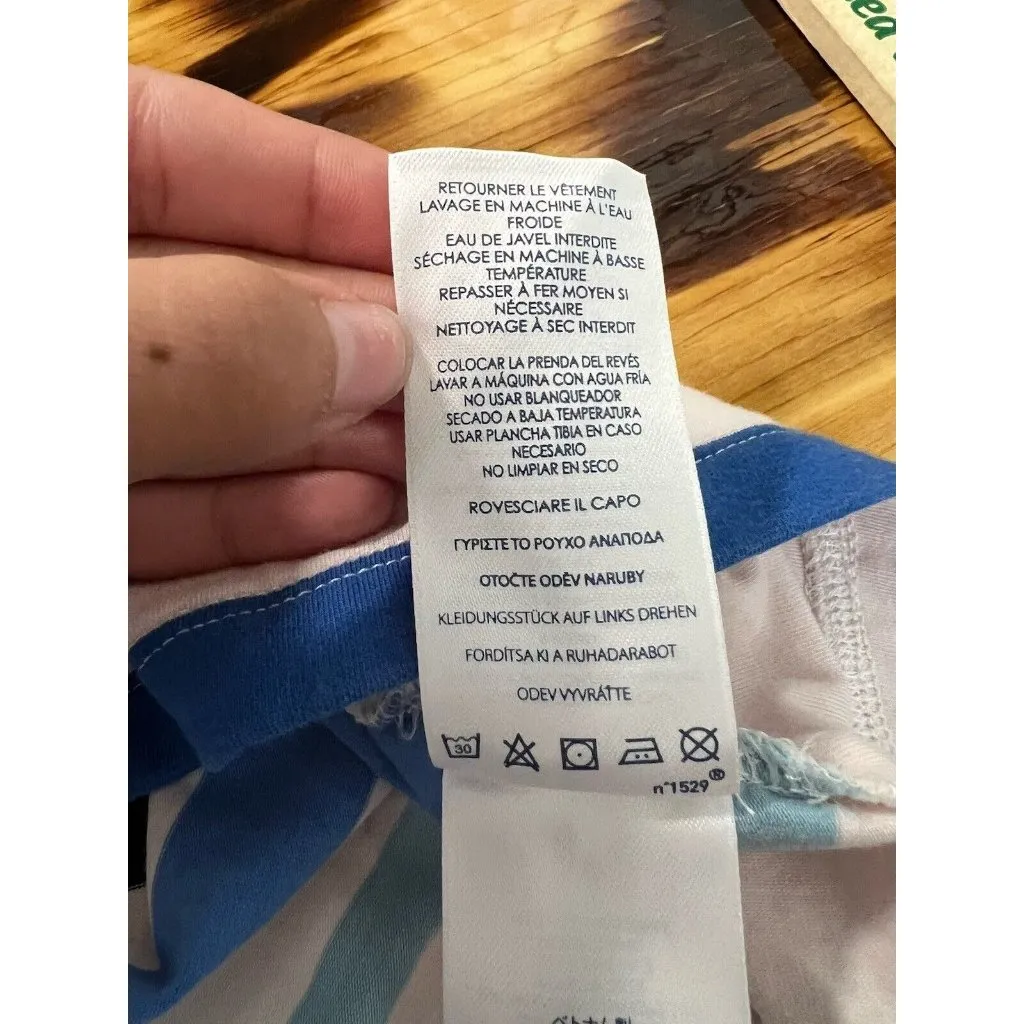 RETOURNER LE VÊTEMENT
LAVAGE EN MACHINE À L'EAU
FROIDE
EAU DE JAVEL INTERDITE
SÉCHAGE EN MACHINE À BASSE
TEMPÉRATURE
REPASSER À FER MOYEN SI
NÉCESSAIRE
NETTOYAGE À SEC INTERDIT
COLOCAR LA PRENDA DEL REVÉS
LAVAR A MÁQUINA CON AGUA FRÍA
NO USAR BLANQUEADOR
SECADO A BAJA TEMPERATURA
USAR PLANCHA TIBIA EN CASO
NECESARIO
NO LIMPIAR EN SECO
ROVESCIARE IL CAPO
ΓΥΡΙΣΤΕ ΤΟ ΡΟΥΧΟ ΑΝΑΠΟΔΑ
OTOČTE ODĚV NARUBY
KLEIDUNGSSTÜCK AUF LINKS DREHEN
FORDÍTSA KI A RUHADARABOT
ODEV VYVRÁŤTE
30
n°1529®